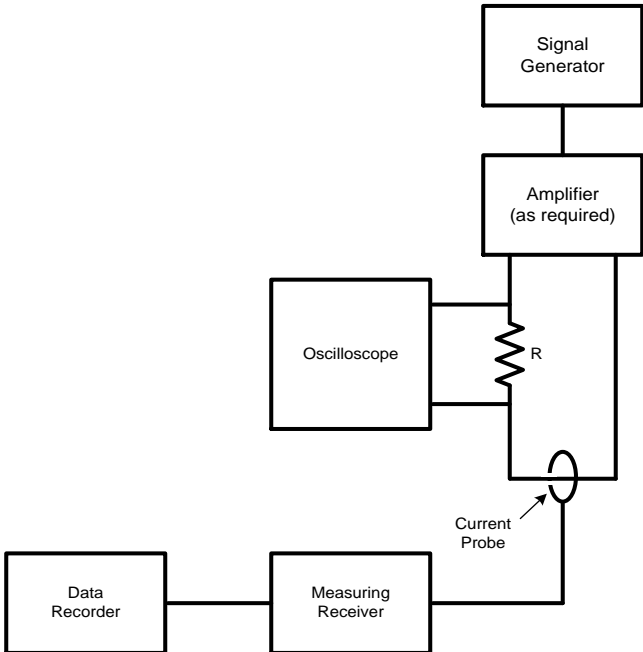 Signal
Generator
Amplifier
(as required)
Oscilloscope
R
Current
Probe
Data
Recorder
Measuring
Receiver